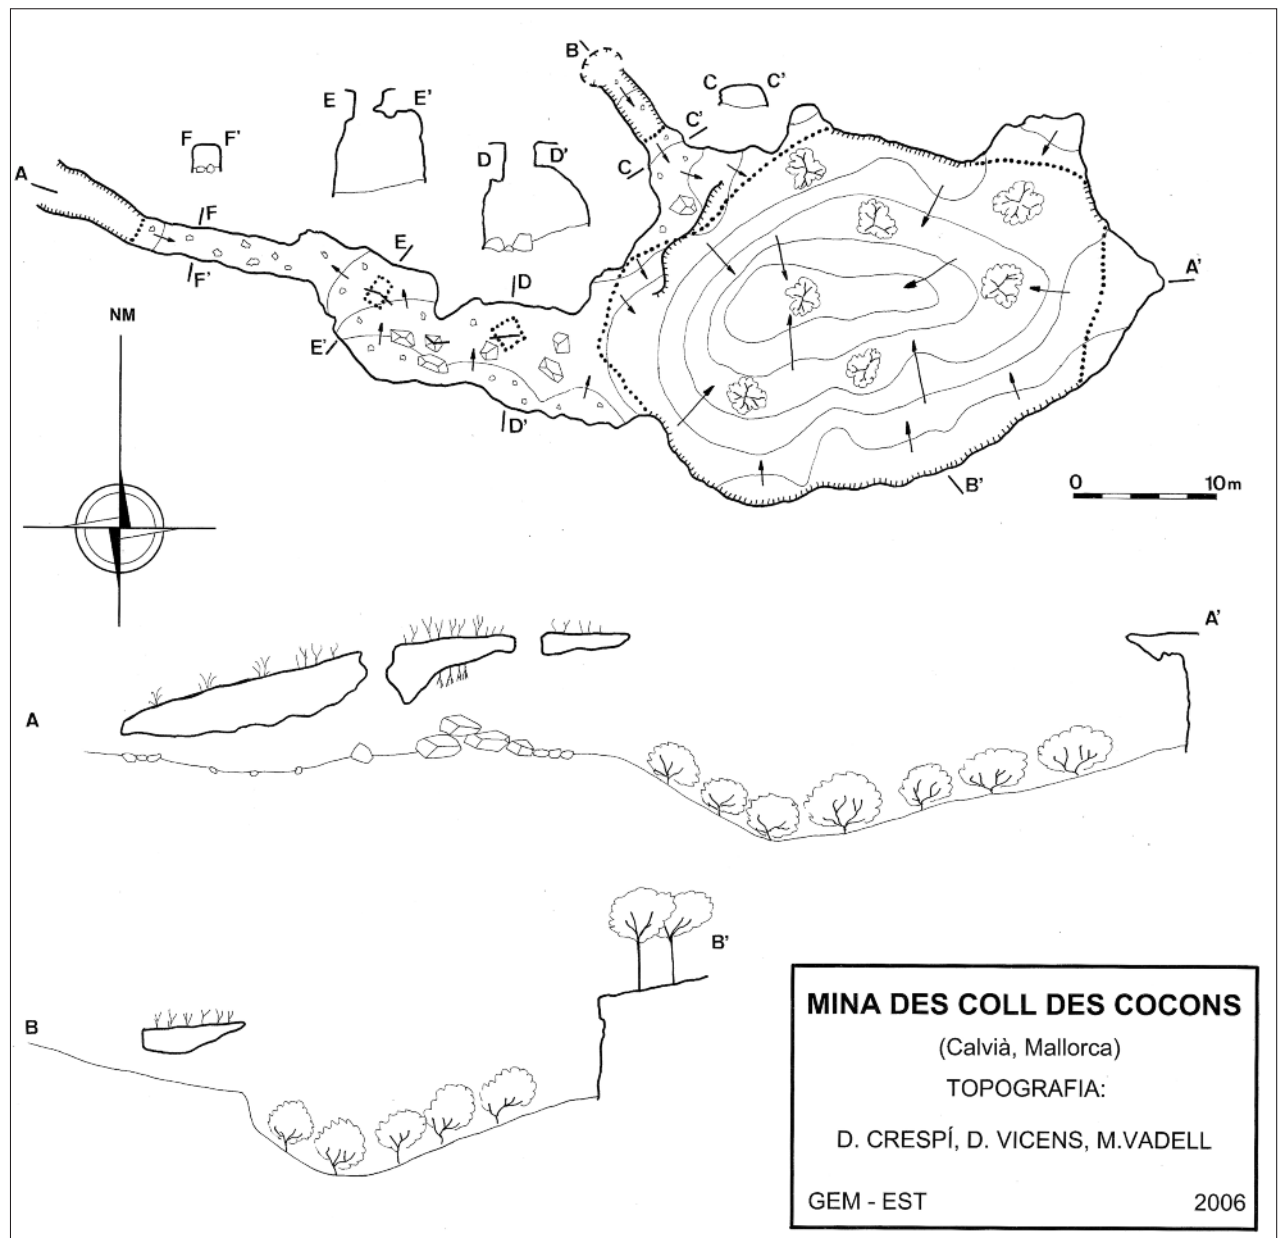 B
C C'
E E'
C'
F F'
D D'
C
A
F
E
A'
F'
D
NM
E'
D'
B'
0 10m
A'
A
B'
B
MINA DES COLL DES COCONS
(Calvià, Mallorca)
TOPOGRAFIA:
D. CRESPÍ, D. VICENS, M.VADELL
GEM - EST 2006